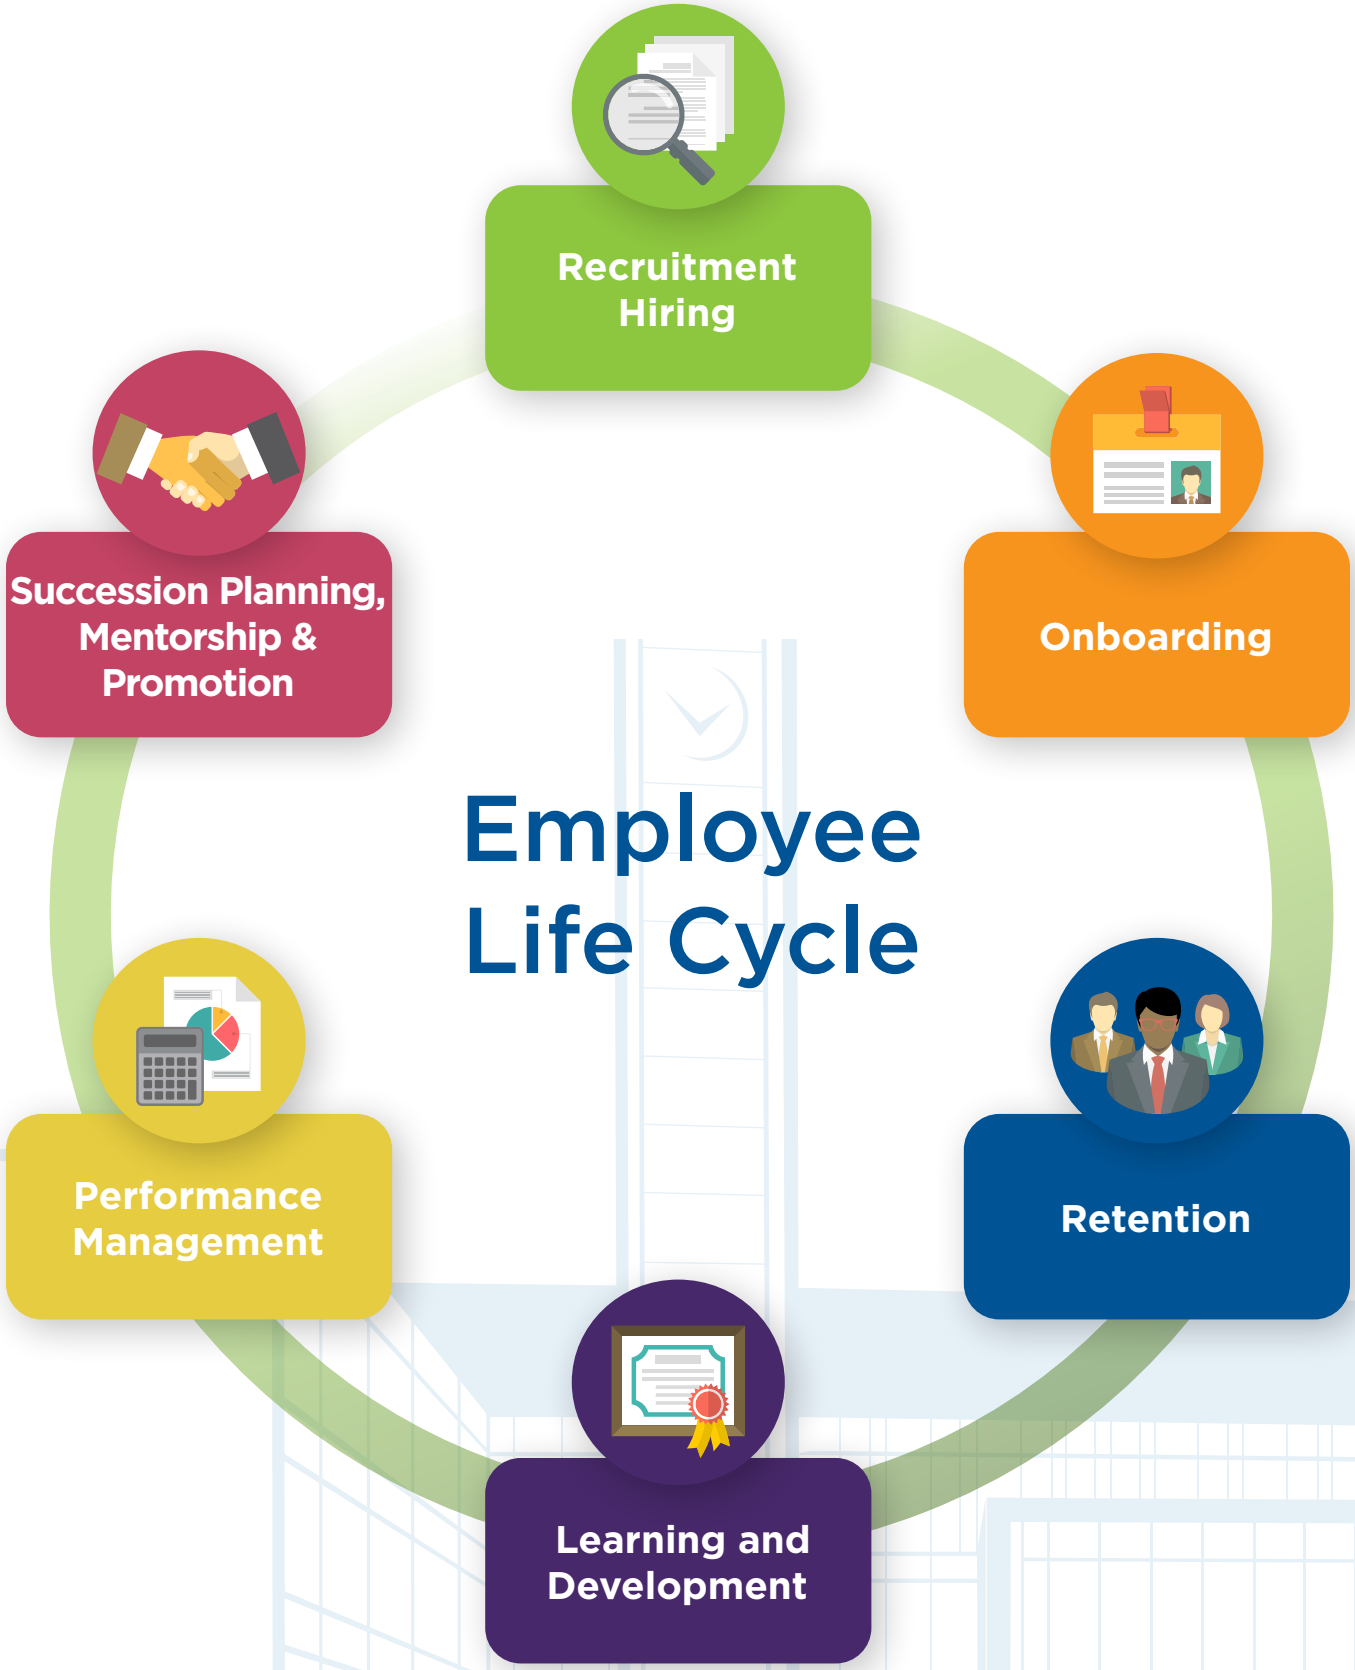 Recruitment
Hiring
Onboarding
Retention
Learning and
Development
Performance
Management
Succession Planning,
Mentorship &
Promotion
Employee
Life Cycle